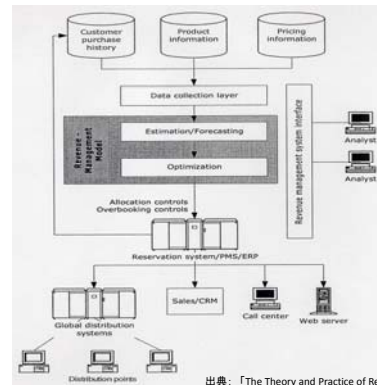 Customer
purchase
history
Product
information
Pricing
information
Data collection layer
Revenue -
Management
Model
Estimation/Forecasting
Optimization
Revenue management system interface
Analyst
Analyst
Allocation controls
Overbooking controls
Reservation system/PMS/ERP
Global distribution
systems
Sales/CRM
Call center
Web server
Distribution points
出典: 「The Theory and Practice of Re